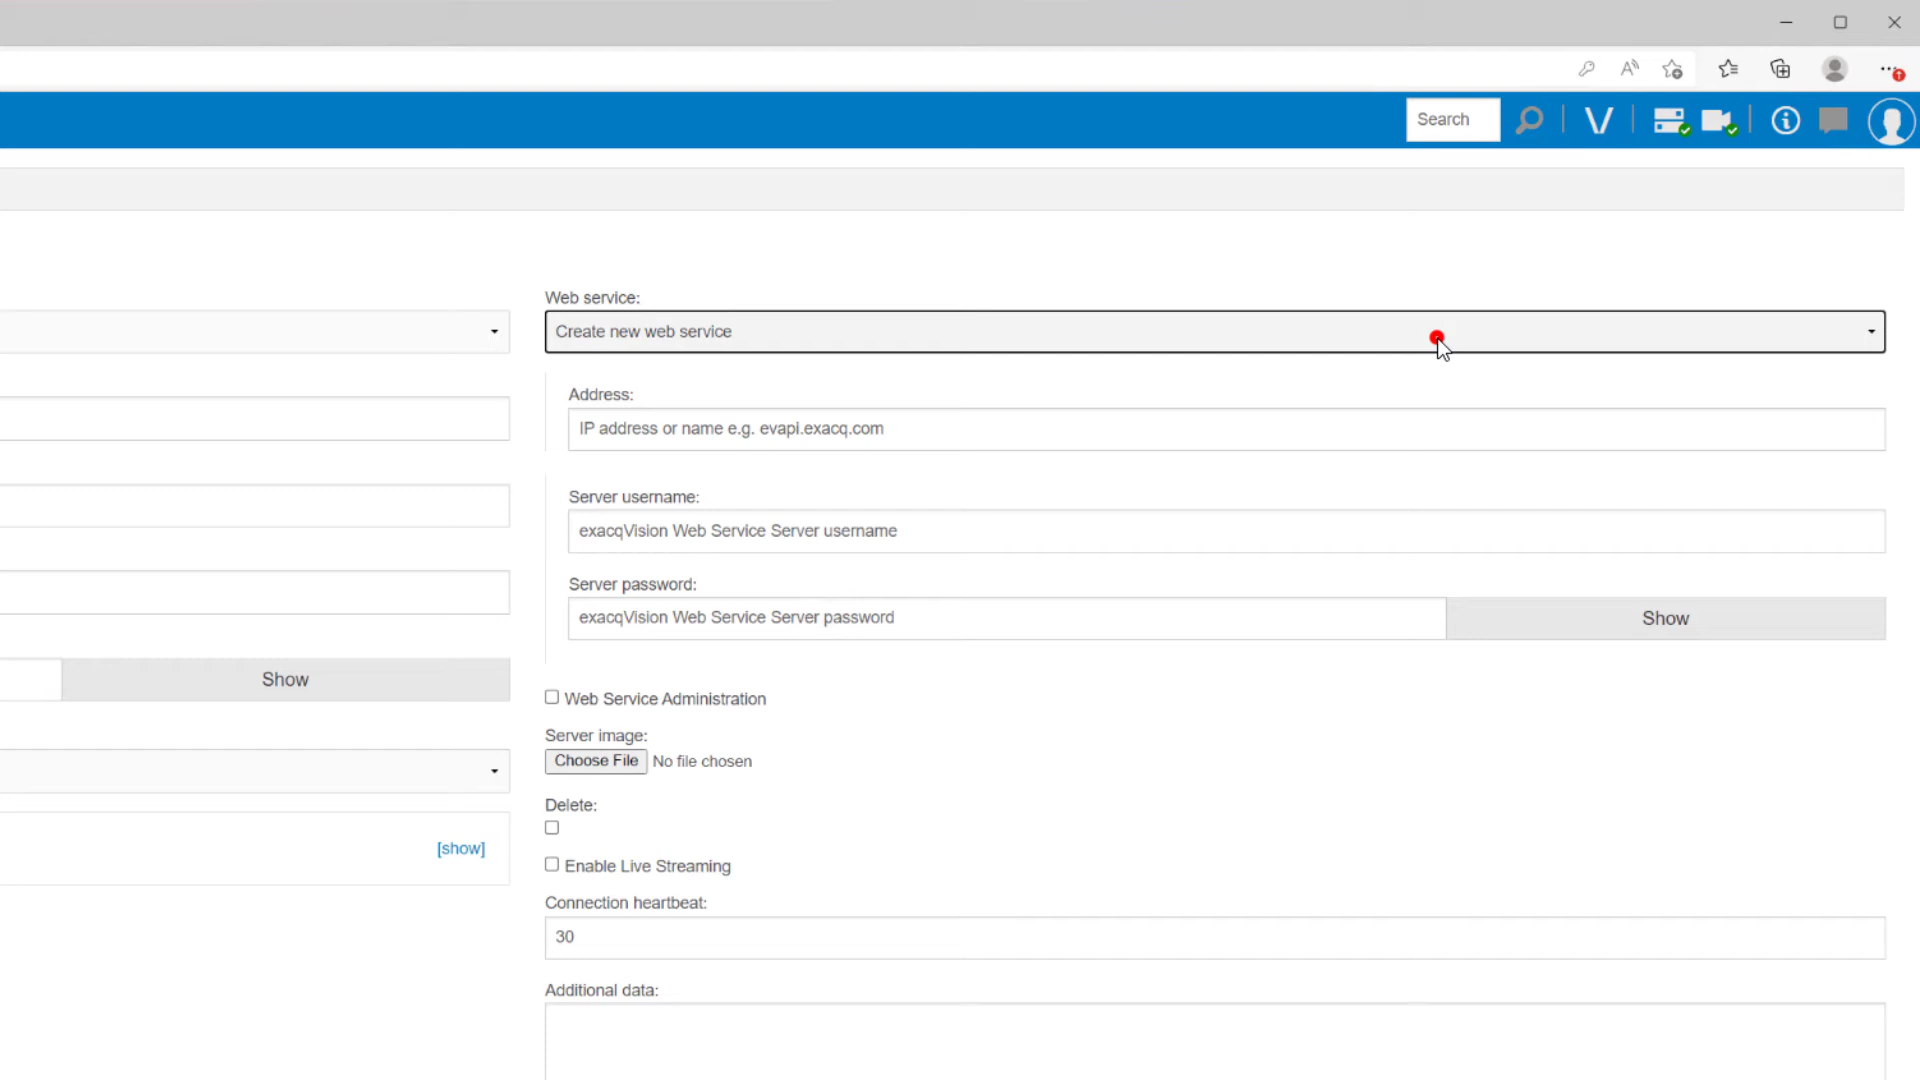 Search
Web service:
Create new web service
Address:
IP address or name e.g. evapi.exacq.com
Server username:
exacqVision Web Service Server username
Server password:
exacqVision Web Service Server password
Show
Show
Web Service Administration
Server image:
Choose File No file chosen
Delete:
[show]
Enable Live Streaming
Connection heartbeat:
30
Additional data: